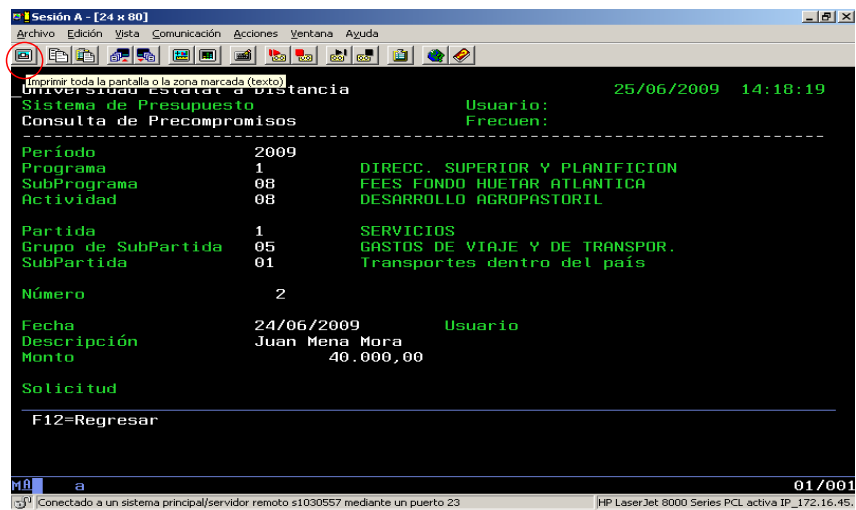 Sesión A - [24 x 80]
Archivo Edición Vista Comunicación Acciones Ventana Ayuda
Imprimir toda la pantalla o la zona marcada (texto)
Universidad Estatal a Distancia 25/06/2009 14:18:19
Sistema de Presupuesto Usuario:
Consulta de Precompromisos Frecuen:
Período 2009
Programa 1 DIRECC. SUPERIOR Y PLANIFICION
SubPrograma 08 FEES FONDO HUETAR ATLANTICA
Actividad 08 DESARROLLO AGROPASTORIL
Partida 1 SERVICIOS
Grupo de SubPartida 05 GASTOS DE VIAJE Y DE TRANSPOR.
SubPartida 01 Transportes dentro del país
Número 2
Fecha 24/06/2009 Usuario
Descripción Juan Mena Mora
Monto 40.000,00
Solicitud
F12=Regresar
MA a 01/001
Conectado a un sistema principal/servidor remoto s1030557 mediante un puerto 23 HP LaserJet 8000 Series PCL activa IP_172.16.45.